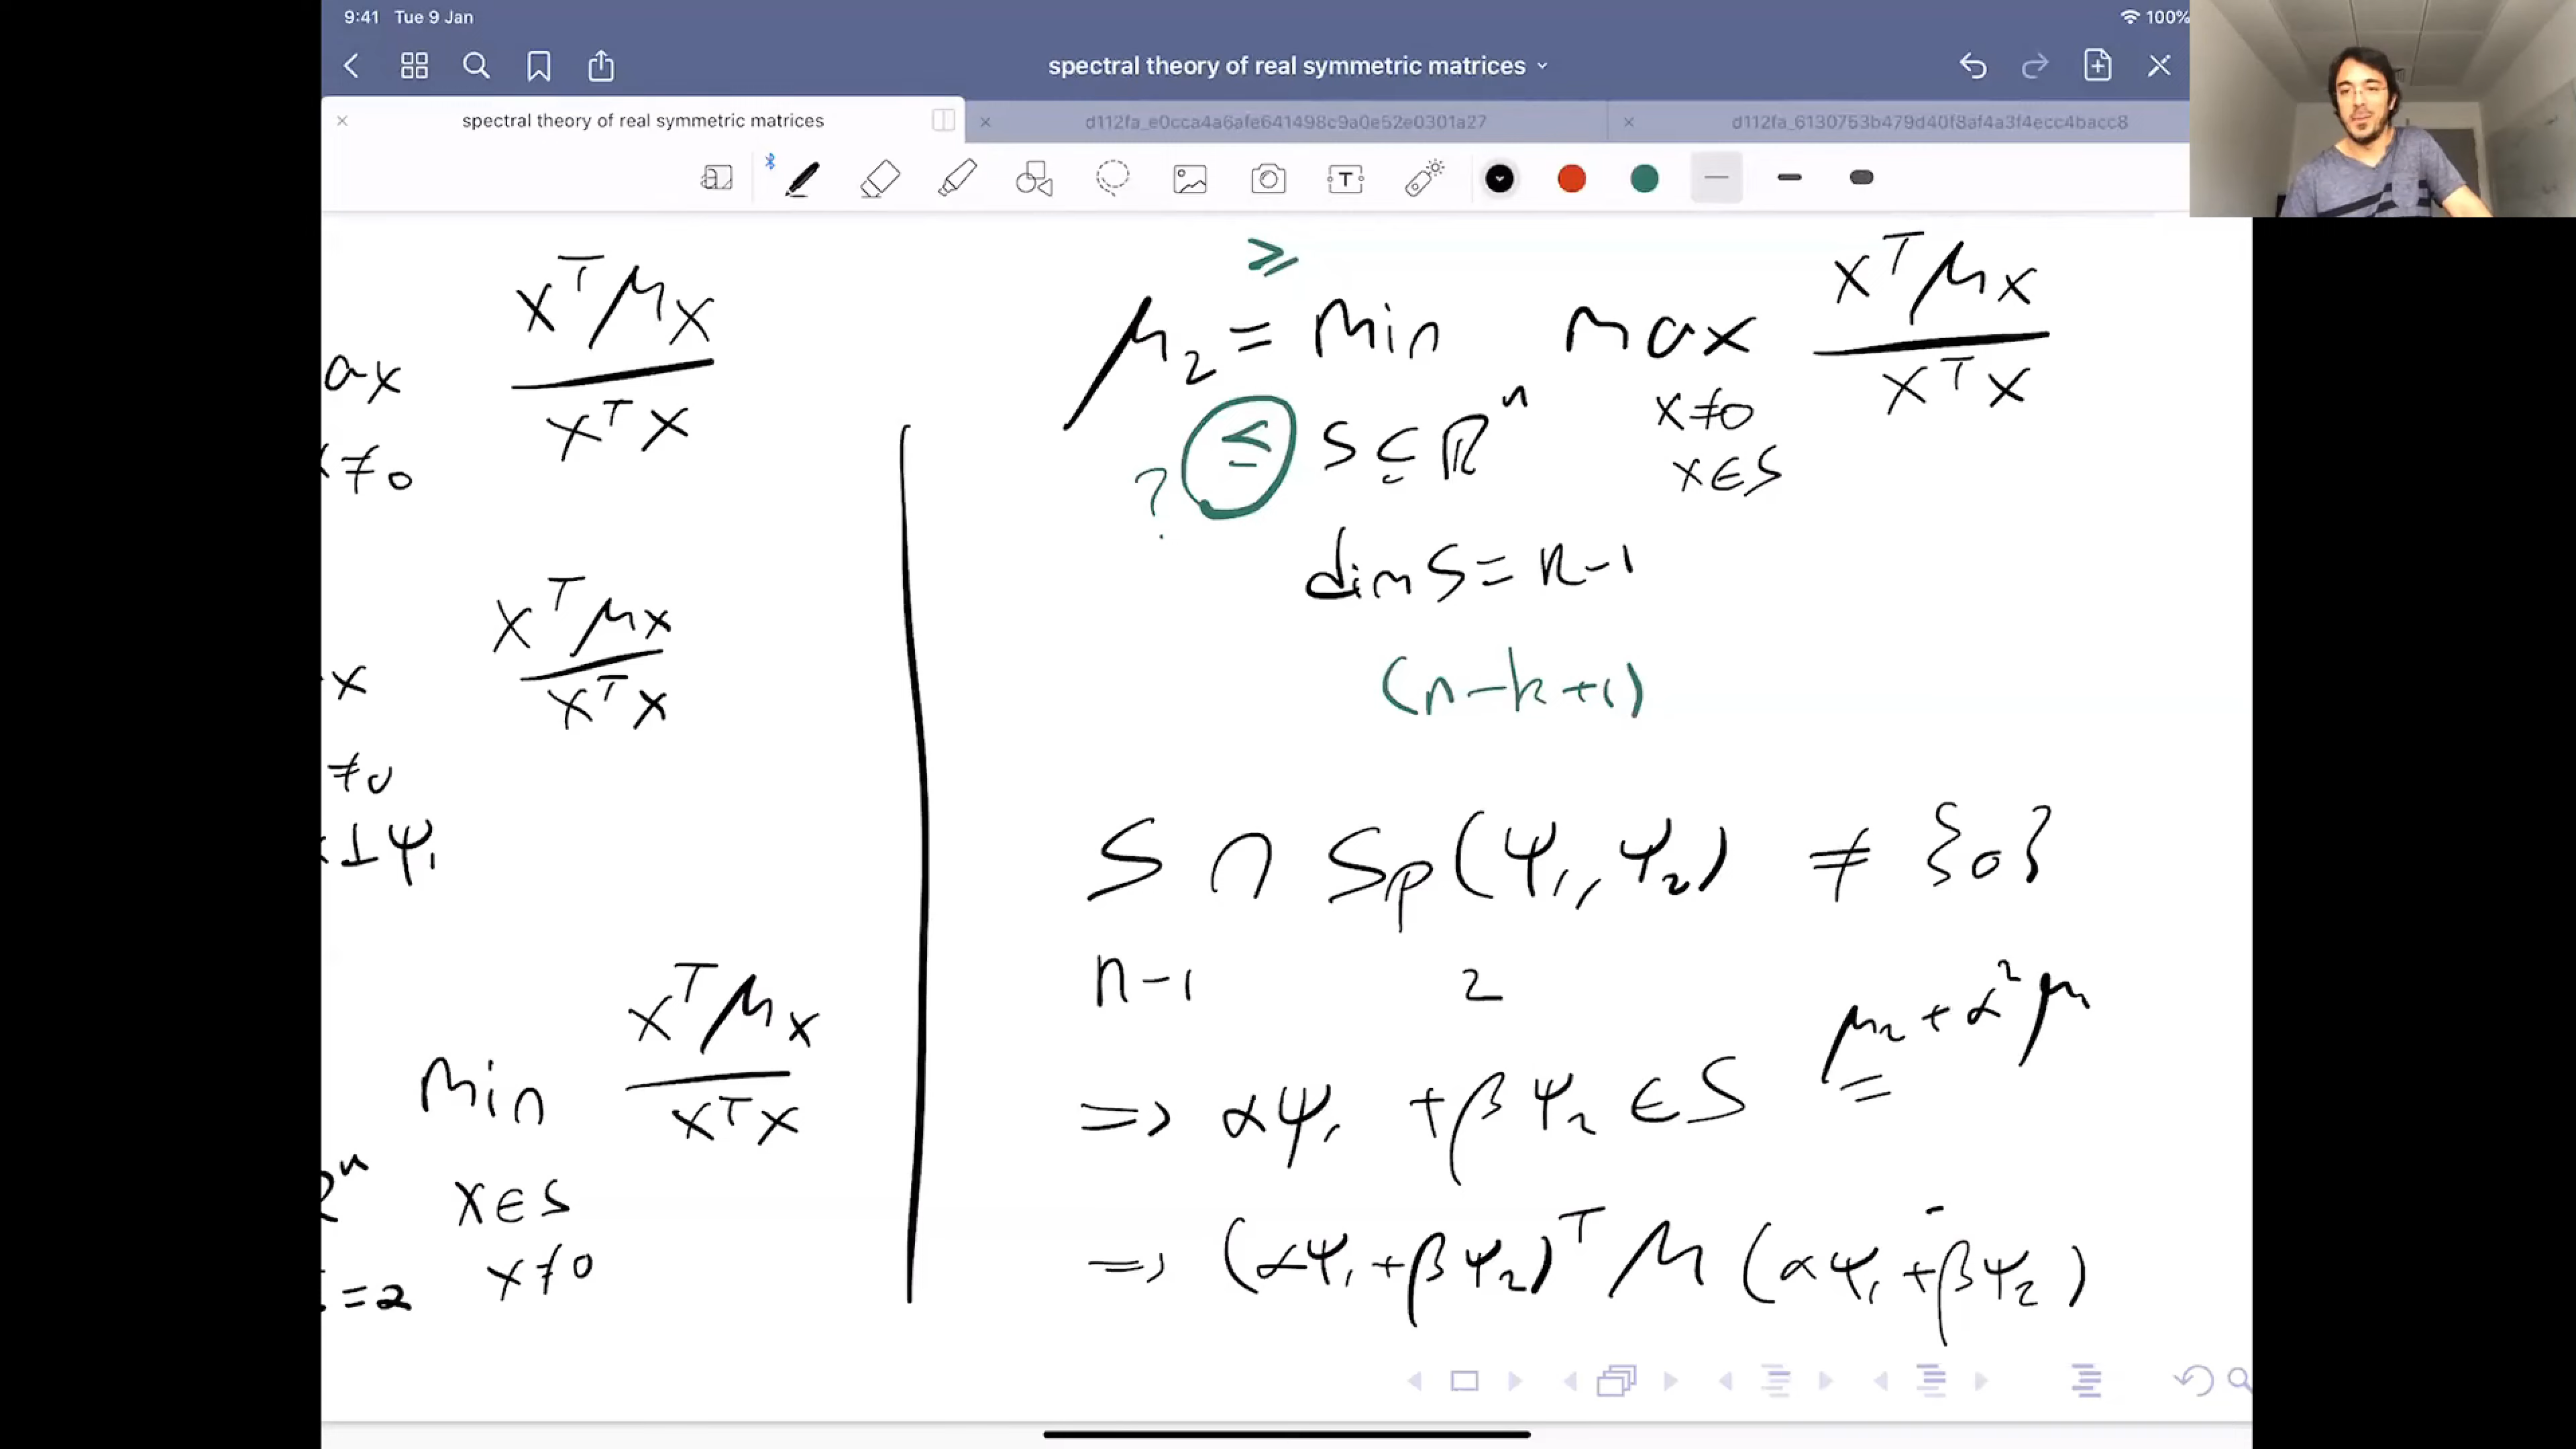 9:41 Tue 9 Jan
100%
spectral theory of real symmetric matrices
spectral theory of real symmetric matrices
d112fa_e0cca4a6afe641498c9a0e52e0301a27
d112fa_6130753b479d40f8af4a3f4ecc4bacc8
ax xᵀMx / xᵀx
x≠0
x xᵀMx / xᵀx
≠0
x⊥ψ₁
min xᵀMx / xᵀx
ℝⁿ x∈S
=2 x≠0
≥
μ₂ = min max xᵀMx / xᵀx
? ≤ S⊆ℝⁿ x≠0
x∈S
dim S = n-1
(n-k+1)
S ∩ Sp(ψ₁, ψ₂) ≠ {0}
n-1 2
=> αψ₁ + βψ₂ ∈ S
=> (αψ₁+βψ₂)ᵀ M (αψ₁+βψ₂)